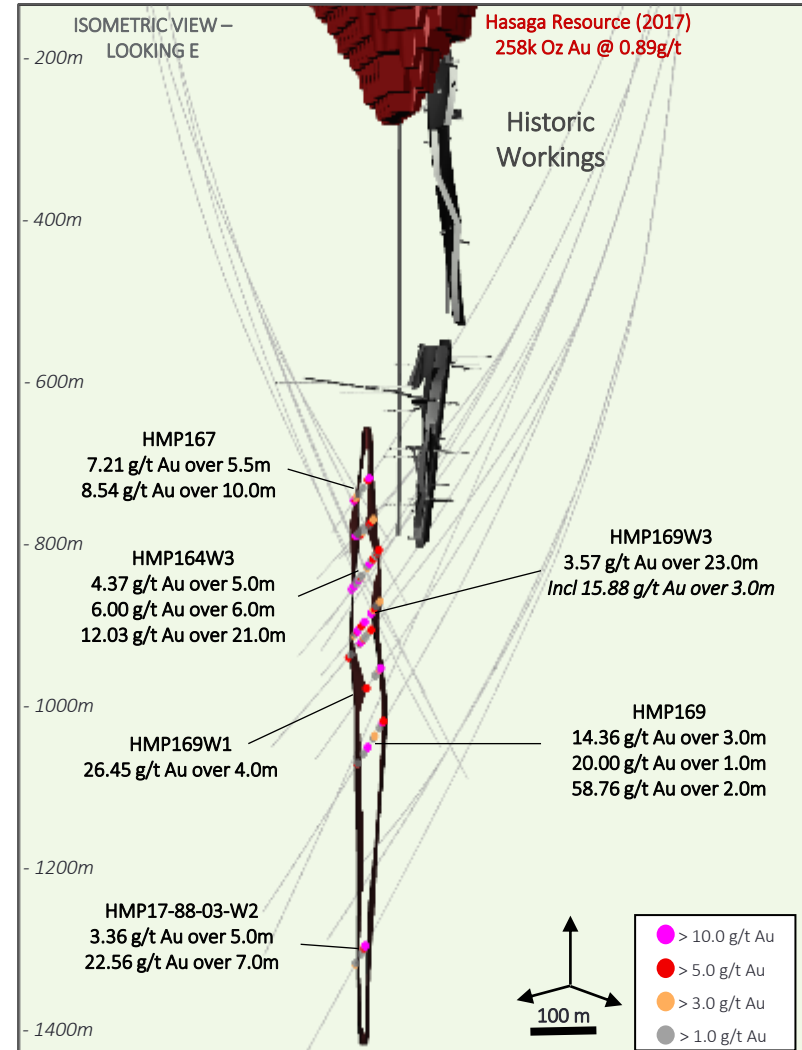 ISOMETRIC VIEW –
LOOKING E
Hasaga Resource (2017)
258k Oz Au @ 0.89g/t
- 200m
Historic
Workings
- 400m
- 600m
HMP167
7.21 g/t Au over 5.5m
8.54 g/t Au over 10.0m
- 800m
HMP169W3
3.57 g/t Au over 23.0m
Incl 15.88 g/t Au over 3.0m
HMP164W3
4.37 g/t Au over 5.0m
6.00 g/t Au over 6.0m
12.03 g/t Au over 21.0m
- 1000m
HMP169
14.36 g/t Au over 3.0m
20.00 g/t Au over 1.0m
58.76 g/t Au over 2.0m
HMP169W1
26.45 g/t Au over 4.0m
- 1200m
HMP17-88-03-W2
3.36 g/t Au over 5.0m
22.56 g/t Au over 7.0m
> 10.0 g/t Au
> 5.0 g/t Au
> 3.0 g/t Au
> 1.0 g/t Au
100 m
- 1400m